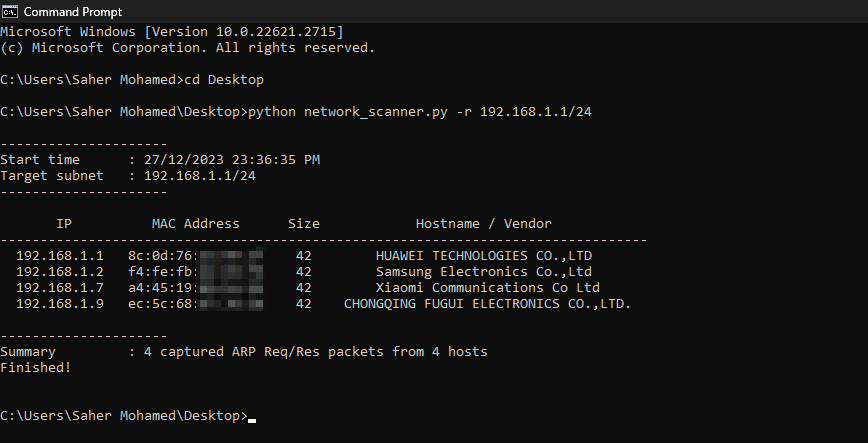 Command Prompt
Microsoft Windows [Version 10.0.22621.2715]
(c) Microsoft Corporation. All rights reserved.
C:\Users\Saher Mohamed>cd Desktop
C:\Users\Saher Mohamed\Desktop>python network_scanner.py -r 192.168.1.1/24
---------------------
Start time      : 27/12/2023 23:36:35 PM
Target subnet   : 192.168.1.1/24
---------------------
IP          MAC Address      Size            Hostname / Vendor
---------------------------------------------------------------------------------
192.168.1.1   8c:0d:76:    42        HUAWEI TECHNOLOGIES CO.,LTD
192.168.1.2   f4:fe:fb:    42        Samsung Electronics Co.,Ltd
192.168.1.7   a4:45:19:    42        Xiaomi Communications Co Ltd
192.168.1.9   ec:5c:68:    42    CHONGQING FUGUI ELECTRONICS CO.,LTD.
---------------------
Summary         : 4 captured ARP Req/Res packets from 4 hosts
Finished!
C:\Users\Saher Mohamed\Desktop>